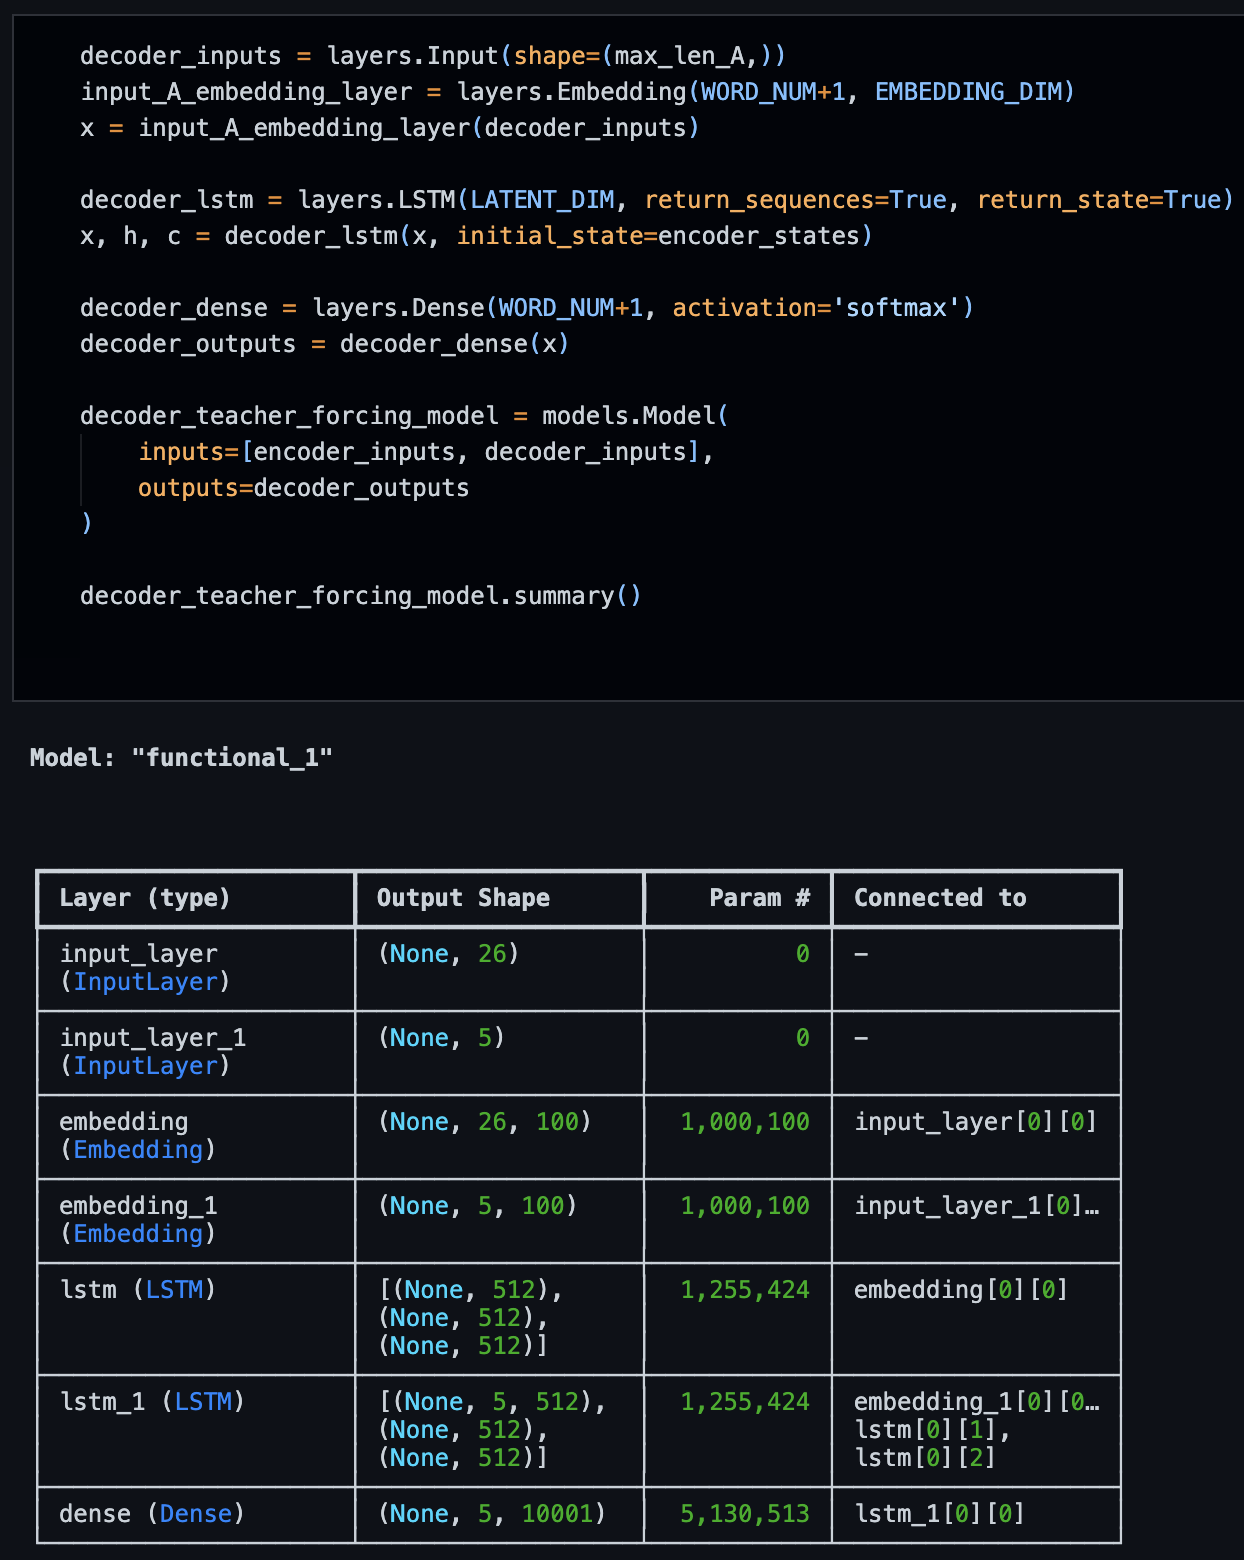 decoder_inputs = layers.Input(shape=(max_len_A,))
input_A_embedding_layer = layers.Embedding(WORD_NUM+1, EMBEDDING_DIM)
x = input_A_embedding_layer(decoder_inputs)
decoder_lstm = layers.LSTM(LATENT_DIM, return_sequences=True, return_state=True)
x, h, c = decoder_lstm(x, initial_state=encoder_states)
decoder_dense = layers.Dense(WORD_NUM+1, activation='softmax')
decoder_outputs = decoder_dense(x)
decoder_teacher_forcing_model = models.Model(
    inputs=[encoder_inputs, decoder_inputs],
    outputs=decoder_outputs
)
decoder_teacher_forcing_model.summary()
Model: "functional_1"
Layer (type) Output Shape Param # Connected to
input_layer (None, 26) 0 –
(InputLayer)
input_layer_1 (None, 5) 0 –
(InputLayer)
embedding (None, 26, 100) 1,000,100 input_layer[0][0]
(Embedding)
embedding_1 (None, 5, 100) 1,000,100 input_layer_1[0]…
(Embedding)
lstm (LSTM) [(None, 512), 1,255,424 embedding[0][0]
(None, 512),
(None, 512)]
lstm_1 (LSTM) [(None, 5, 512), 1,255,424 embedding_1[0][0…
(None, 512), lstm[0][1],
(None, 512)] lstm[0][2]
dense (Dense) (None, 5, 10001) 5,130,513 lstm_1[0][0]